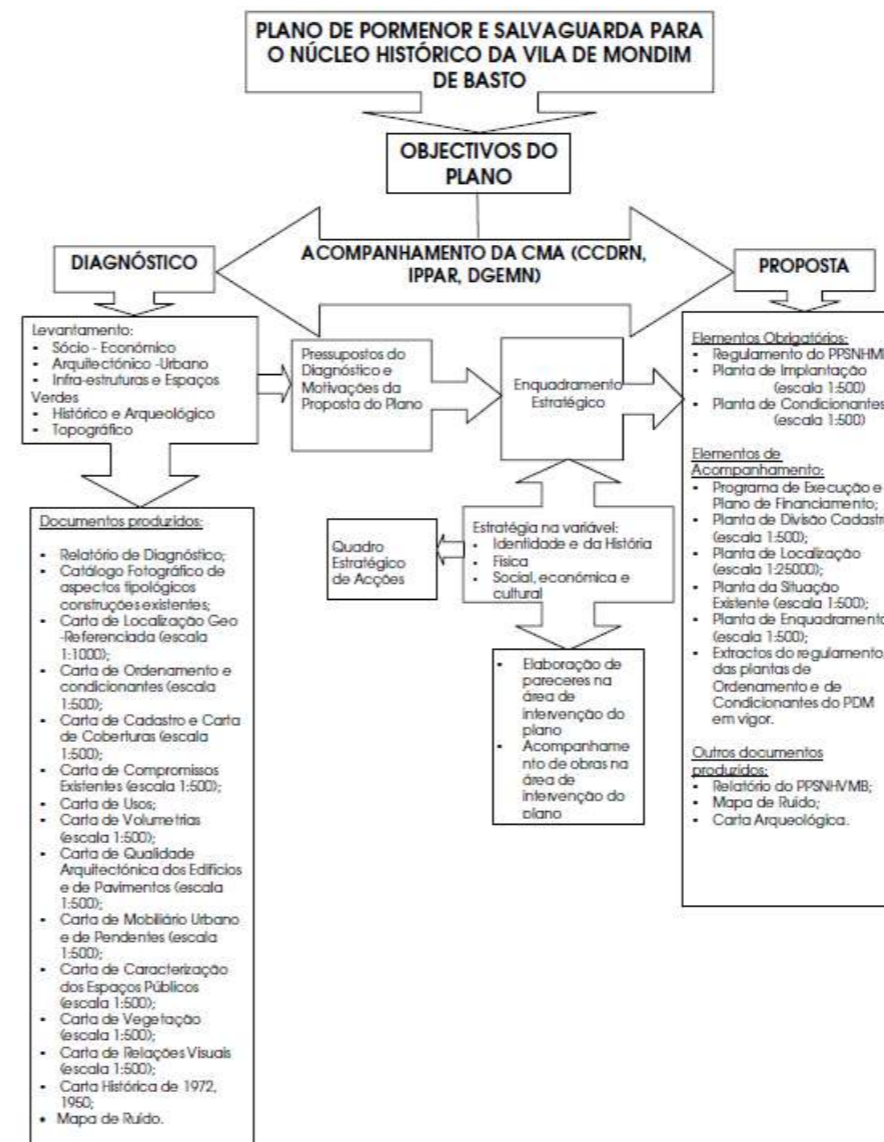 PLANO DE PORMENOR E SALVAGUARDA PARA
O NÚCLEO HISTÓRICO DA VILA DE MONDIM
DE BASTO
OBJECTIVOS DO
PLANO
ACOMPANHAMENTO DA CMA (CCDRN,
IPPAR, DGEMN)
DIAGNÓSTICO
Levantamento:
• Sócio - Económico
• Arquitectónico -Urbano
• Infra-estruturas e Espaços
Verdes
• Histórico e Arqueológico
• Topográfico
Documentos produzidos:
• Relatório de Diagnóstico;
• Catálogo Fotográfico de
aspectos tipológicos
construções existentes;
• Carta de Localização Geo
-Referenciada (escala
1:1000);
• Carta de Ordenamento e
condicionantes (escala
1:500);
• Carta de Cadastro e Carta
de Coberturas (escala
1:500);
• Carta de Compromissos
Existentes (escala 1:500);
• Carta de Usos;
• Carta de Volumetrias
(escala 1:500);
• Carta de Qualidade
Arquitectónica dos Edifícios
e de Pavimentos (escala
1:500);
• Carta de Mobiliário Urbano
e de Pendentes (escala
1:500);
• Carta de Caracterização
dos Espaços Públicos
(escala 1:500);
• Carta de Vegetação
(escala 1:500);
• Carta de Relações Visuais
(escala 1:500);
• Carta Histórica de 1972,
1950;
• Mapa de Ruído.
Pressupostos do
Diagnóstico e
Motivações da
Proposta do Plano
Enquadramento
Estratégico
Quadro
Estratégico
de Acções
Estratégia na variável:
• Identidade e da História
• Física
• Social, económica e
cultural
• Elaboração de
pareceres na
área de
intervenção do
plano
• Acompanhame
nto de obras na
área de
intervenção do
plano
PROPOSTA
Elementos Obrigatórios:
• Regulamento do
• Planta de Implantação
(escala 1:500)
• Planta de Condicionantes
(escala 1:500)
Elementos de
Acompanhamento:
• Programa de Execução e
Plano de Financiamento;
• Planta de Divisão
(escala 1:500);
• Planta de Localização
(escala 1:25000);
• Planta da Situação
Existente (escala 1:500);
• Planta de Enquadramento
(escala 1:500);
• Extractos do regulamento,
das plantas de
Ordenamento e de
Condicionantes do PDM
em vigor.
Outros documentos
produzidos:
• Relatório do PPSNHVMB;
• Mapa de Ruído;
• Carta Arqueológica.